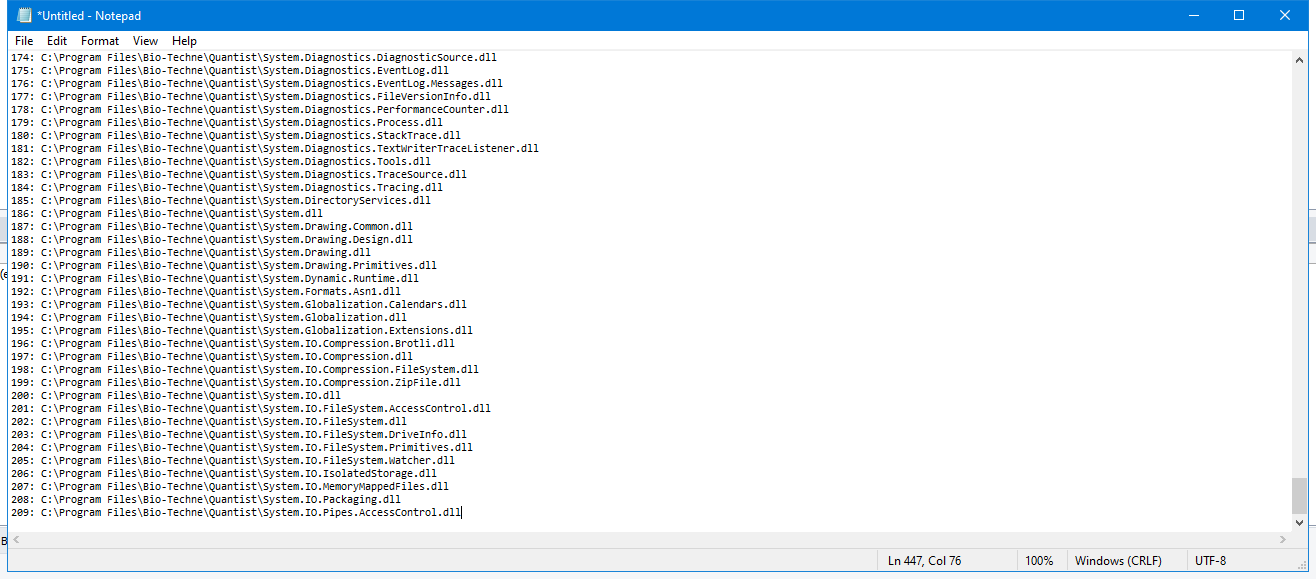 *Untitled - Notepad
File Edit Format View Help
174: C:\Program Files\Bio-Techne\Quantist\System.Diagnostics.DiagnosticSource.dll
175: C:\Program Files\Bio-Techne\Quantist\System.Diagnostics.EventLog.dll
176: C:\Program Files\Bio-Techne\Quantist\System.Diagnostics.EventLog.Messages.dll
177: C:\Program Files\Bio-Techne\Quantist\System.Diagnostics.FileVersionInfo.dll
178: C:\Program Files\Bio-Techne\Quantist\System.Diagnostics.PerformanceCounter.dll
179: C:\Program Files\Bio-Techne\Quantist\System.Diagnostics.Process.dll
180: C:\Program Files\Bio-Techne\Quantist\System.Diagnostics.StackTrace.dll
181: C:\Program Files\Bio-Techne\Quantist\System.Diagnostics.TextWriterTraceListener.dll
182: C:\Program Files\Bio-Techne\Quantist\System.Diagnostics.Tools.dll
183: C:\Program Files\Bio-Techne\Quantist\System.Diagnostics.TraceSource.dll
184: C:\Program Files\Bio-Techne\Quantist\System.Diagnostics.Tracing.dll
185: C:\Program Files\Bio-Techne\Quantist\System.DirectoryServices.dll
186: C:\Program Files\Bio-Techne\Quantist\System.dll
187: C:\Program Files\Bio-Techne\Quantist\System.Drawing.Common.dll
188: C:\Program Files\Bio-Techne\Quantist\System.Drawing.Design.dll
189: C:\Program Files\Bio-Techne\Quantist\System.Drawing.dll
190: C:\Program Files\Bio-Techne\Quantist\System.Drawing.Primitives.dll
191: C:\Program Files\Bio-Techne\Quantist\System.Dynamic.Runtime.dll
192: C:\Program Files\Bio-Techne\Quantist\System.Formats.Asn1.dll
193: C:\Program Files\Bio-Techne\Quantist\System.Globalization.Calendars.dll
194: C:\Program Files\Bio-Techne\Quantist\System.Globalization.dll
195: C:\Program Files\Bio-Techne\Quantist\System.Globalization.Extensions.dll
196: C:\Program Files\Bio-Techne\Quantist\System.IO.Compression.Brotli.dll
197: C:\Program Files\Bio-Techne\Quantist\System.IO.Compression.dll
198: C:\Program Files\Bio-Techne\Quantist\System.IO.Compression.FileSystem.dll
199: C:\Program Files\Bio-Techne\Quantist\System.IO.Compression.ZipFile.dll
200: C:\Program Files\Bio-Techne\Quantist\System.IO.dll
201: C:\Program Files\Bio-Techne\Quantist\System.IO.FileSystem.AccessControl.dll
202: C:\Program Files\Bio-Techne\Quantist\System.IO.FileSystem.dll
203: C:\Program Files\Bio-Techne\Quantist\System.IO.FileSystem.DriveInfo.dll
204: C:\Program Files\Bio-Techne\Quantist\System.IO.FileSystem.Primitives.dll
205: C:\Program Files\Bio-Techne\Quantist\System.IO.FileSystem.Watcher.dll
206: C:\Program Files\Bio-Techne\Quantist\System.IO.IsolatedStorage.dll
207: C:\Program Files\Bio-Techne\Quantist\System.IO.MemoryMappedFiles.dll
208: C:\Program Files\Bio-Techne\Quantist\System.IO.Packaging.dll
209: C:\Program Files\Bio-Techne\Quantist\System.IO.Pipes.AccessControl.dll
Ln 447, Col 76 100% Windows (CRLF) UTF-8